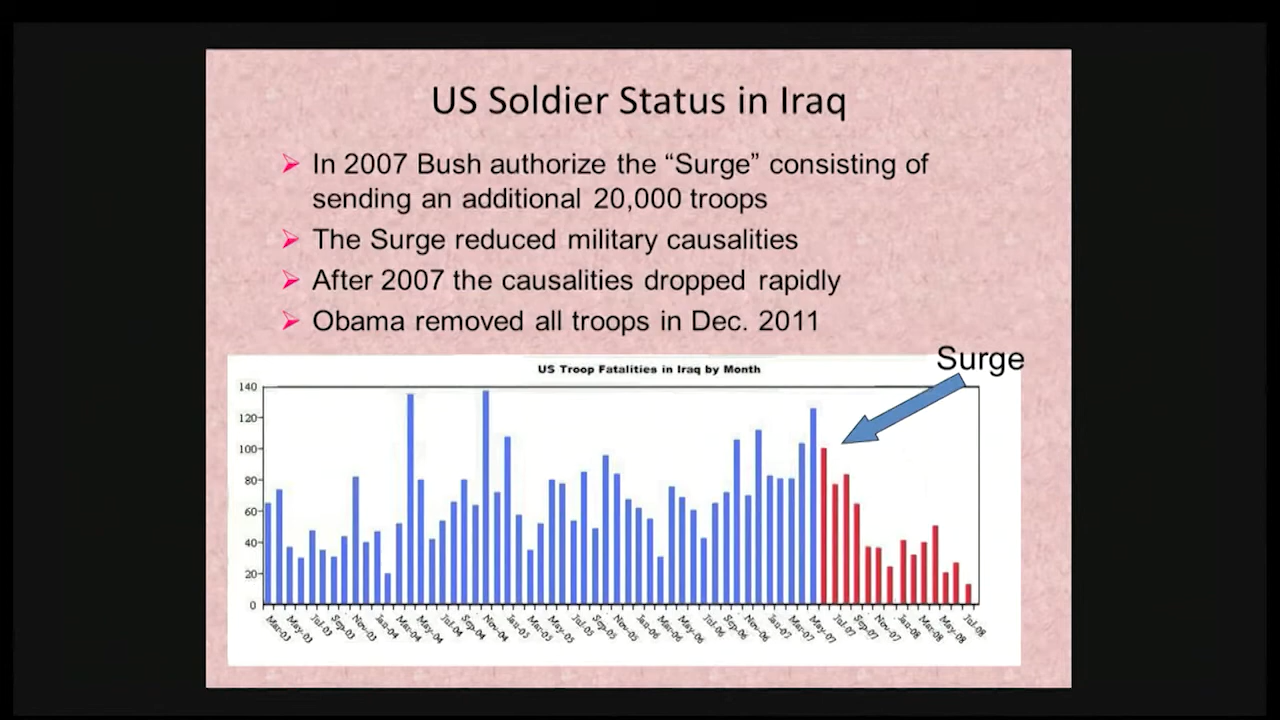 US Soldier Status in Iraq
In 2007 Bush authorize the “Surge” consisting of
sending an additional 20,000 troops
The Surge reduced military causalities
After 2007 the causalities dropped rapidly
Obama removed all troops in Dec. 2011
Surge
US Troop Fatalities in Iraq by Month
140
120
100
80
60
40
20
0
Mar-03
May-03
Jul-03
Sep-03
Nov-03
Jan-04
Mar-04
May-04
Jul-04
Sep-04
Nov-04
Jan-05
Mar-05
May-05
Jul-05
Sep-05
Nov-05
Jan-06
Mar-06
May-06
Jul-06
Sep-06
Nov-06
Jan-07
Mar-07
May-07
Jul-07
Sep-07
Nov-07
Jan-08
Mar-08
May-08
Jul-08